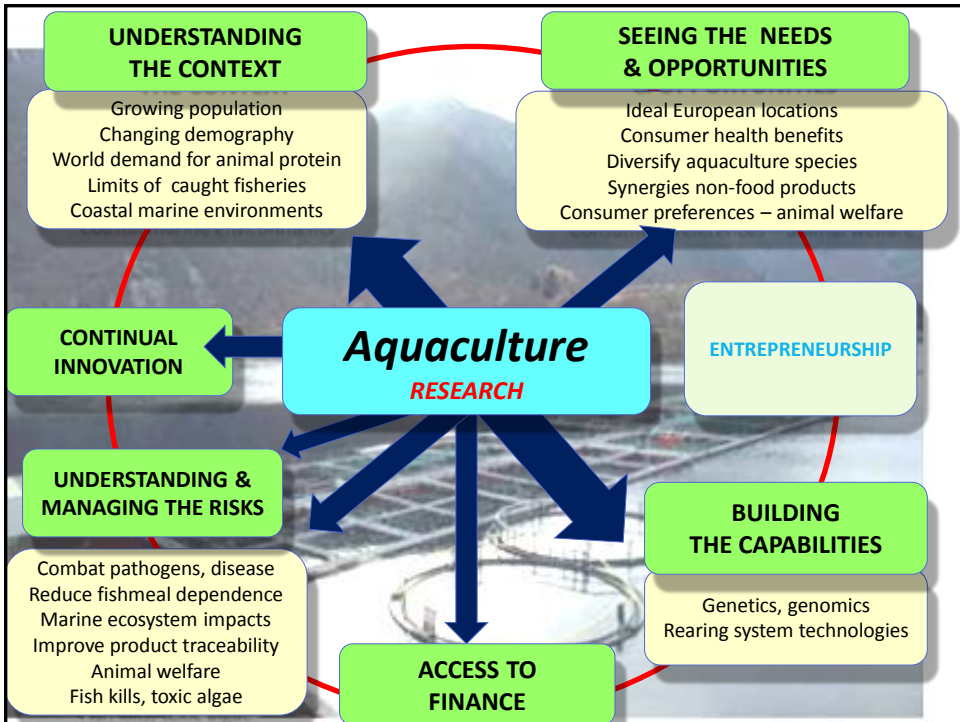 UNDERSTANDING
THE CONTEXT
Growing population
Changing demography
World demand for animal protein
Limits of caught fisheries
Coastal marine environments
SEEING THE NEEDS
& OPPORTUNITIES
Ideal European locations
Consumer health benefits
Diversify aquaculture species
Synergies non-food products
Consumer preferences – animal welfare
CONTINUAL
INNOVATION
Aquaculture
RESEARCH
ENTREPRENEURSHIP
UNDERSTANDING &
MANAGING THE RISKS
Combat pathogens, disease
Reduce fishmeal dependence
Marine ecosystem impacts
Improve product traceability
Animal welfare
Fish kills, toxic algae
ACCESS TO
FINANCE
BUILDING
THE CAPABILITIES
Genetics, genomics
Rearing system technologies